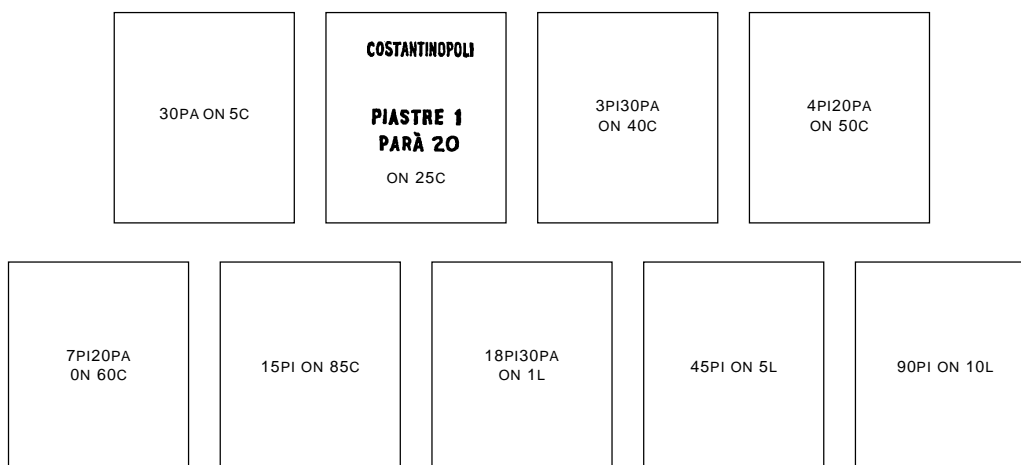 30PA ON 5C
COSTANTINOPOLI
PIASTRE 1
PARÀ 20
ON 25C
3PI30PA
ON 40C
4PI20PA
ON 50C
7PI20PA
0N 60C
15PI ON 85C
18PI30PA
ON 1L
45PI ON 5L
90PI ON 10L